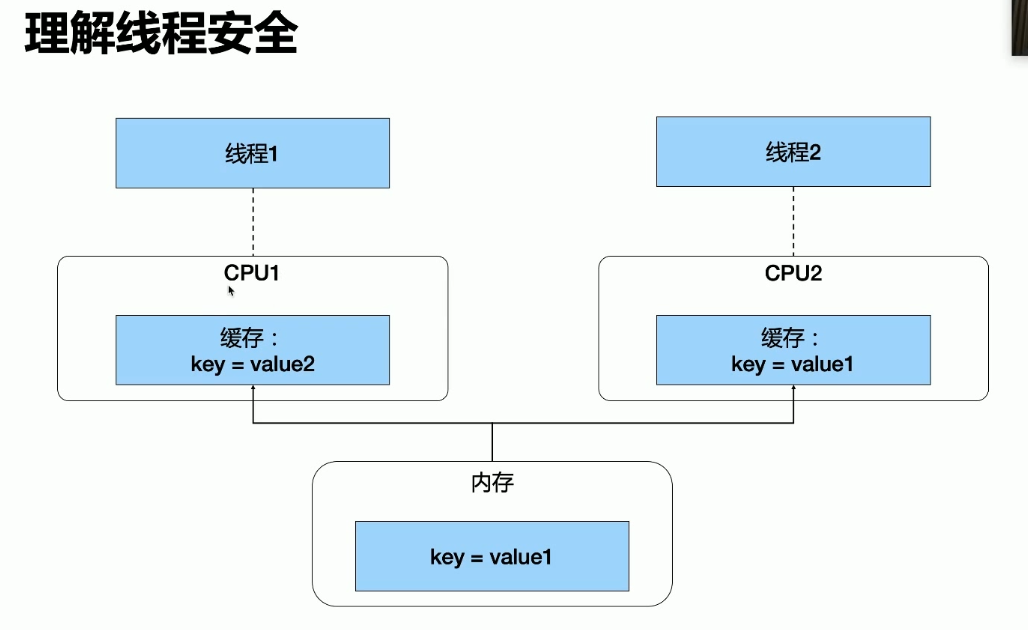 理解线程安全
线程1
线程2
CPU1
CPU2
缓存：
key = value2
缓存：
key = value1
内存
key = value1